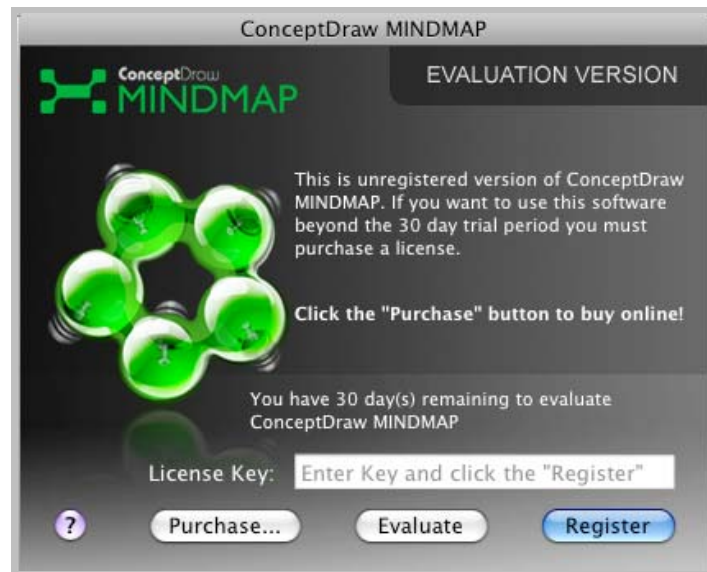 ConceptDraw MINDMAP
ConceptDraw
MINDMAP
EVALUATION VERSION
This is unregistered version of ConceptDraw
MINDMAP. If you want to use this software
beyond the 30 day trial period you must
purchase a license.
Click the "Purchase" button to buy online!
You have 30 day(s) remaining to evaluate
ConceptDraw MINDMAP
License Key: Enter Key and click the "Register"
? Purchase... Evaluate Register